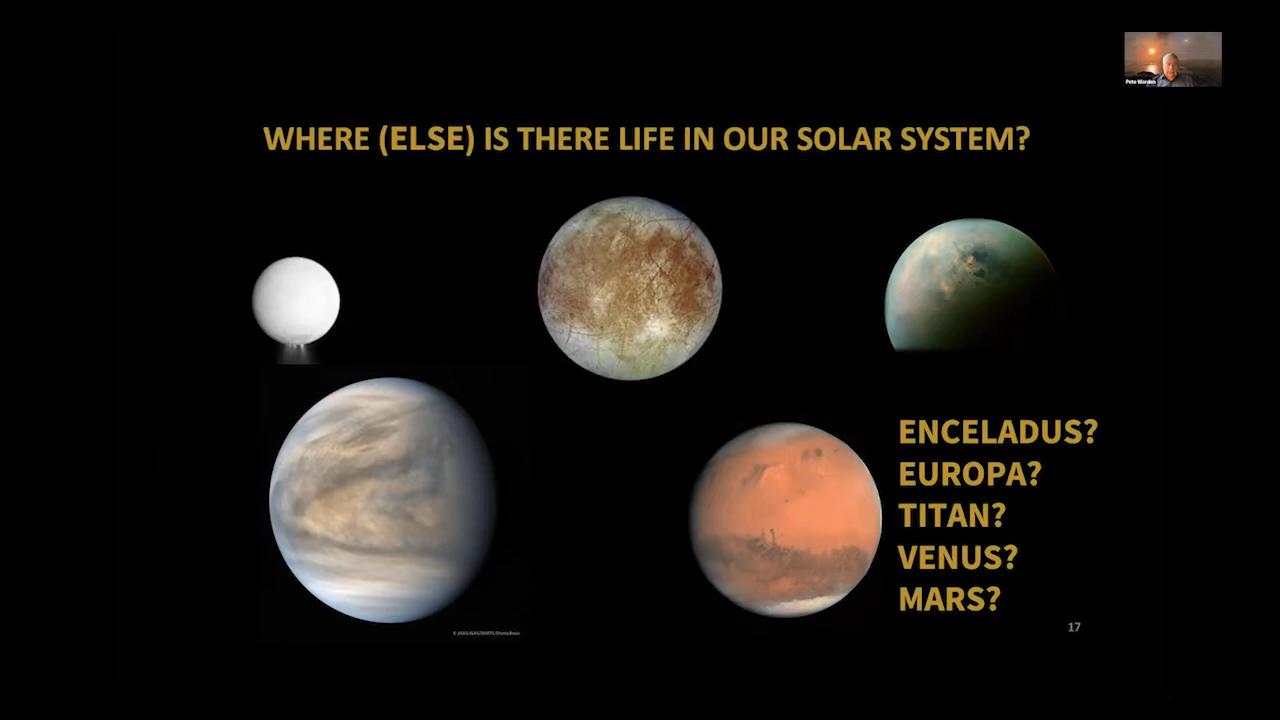 Pete Worden
WHERE (ELSE) IS THERE LIFE IN OUR SOLAR SYSTEM?
ENCELADUS?
EUROPA?
TITAN?
VENUS?
MARS?
17